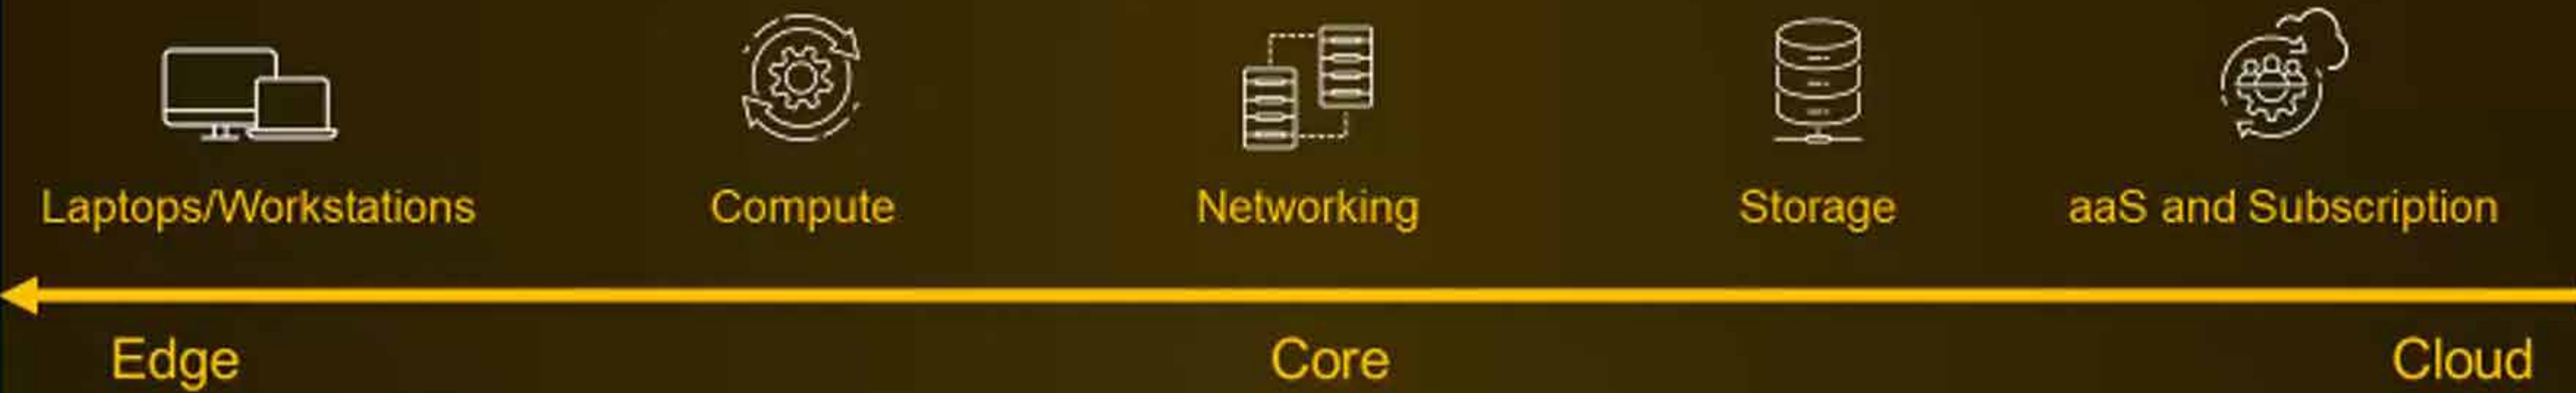 Laptops/Workstations
Compute
Networking
Storage
aaS and Subscription
Edge
Core
Cloud